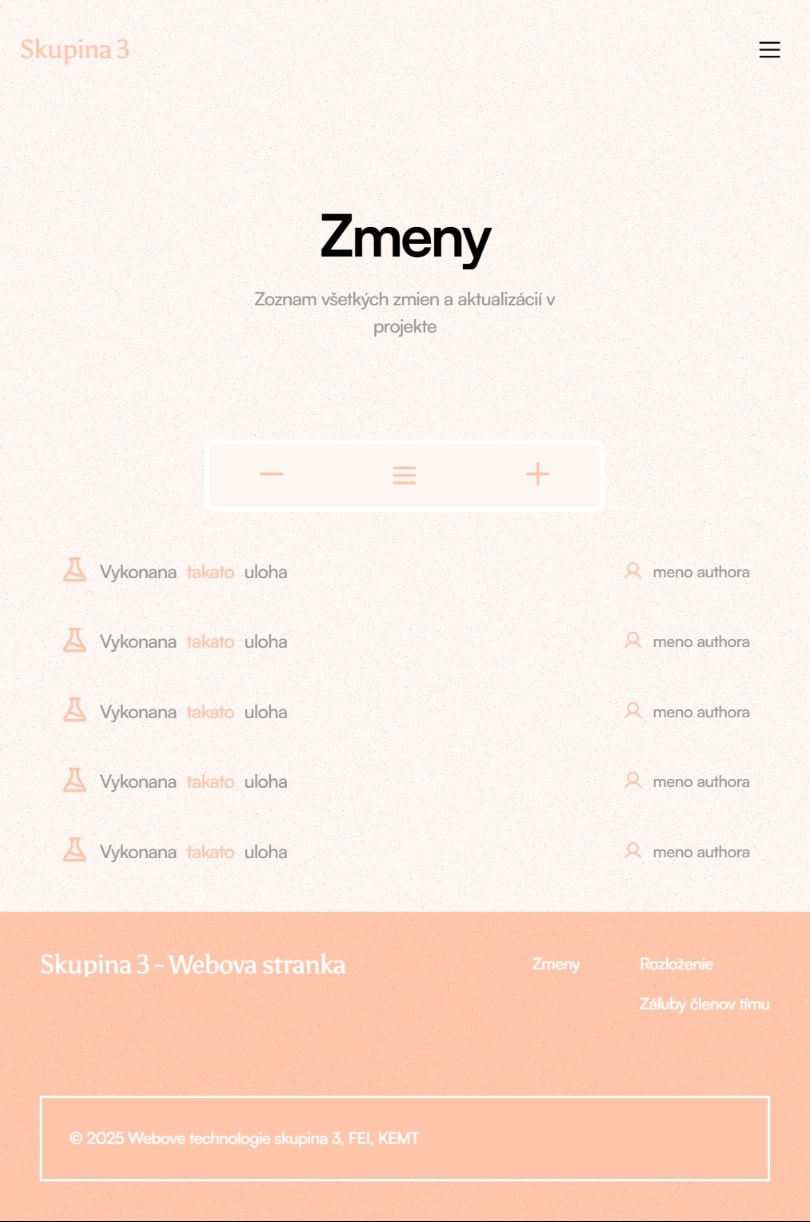 Skupina 3
Zmeny
Zoznam všetkých zmien a aktualizácií v
projekte
Vykonana takato uloha
meno authora
Vykonana takato uloha
meno authora
Vykonana takato uloha
meno authora
Vykonana takato uloha
meno authora
Vykonana takato uloha
meno authora
Skupina 3 - Webova stranka
Zmeny
Rozloženie
Záľuby členov tímu
© 2025 Webove technologie skupina 3, FEI, KEMT